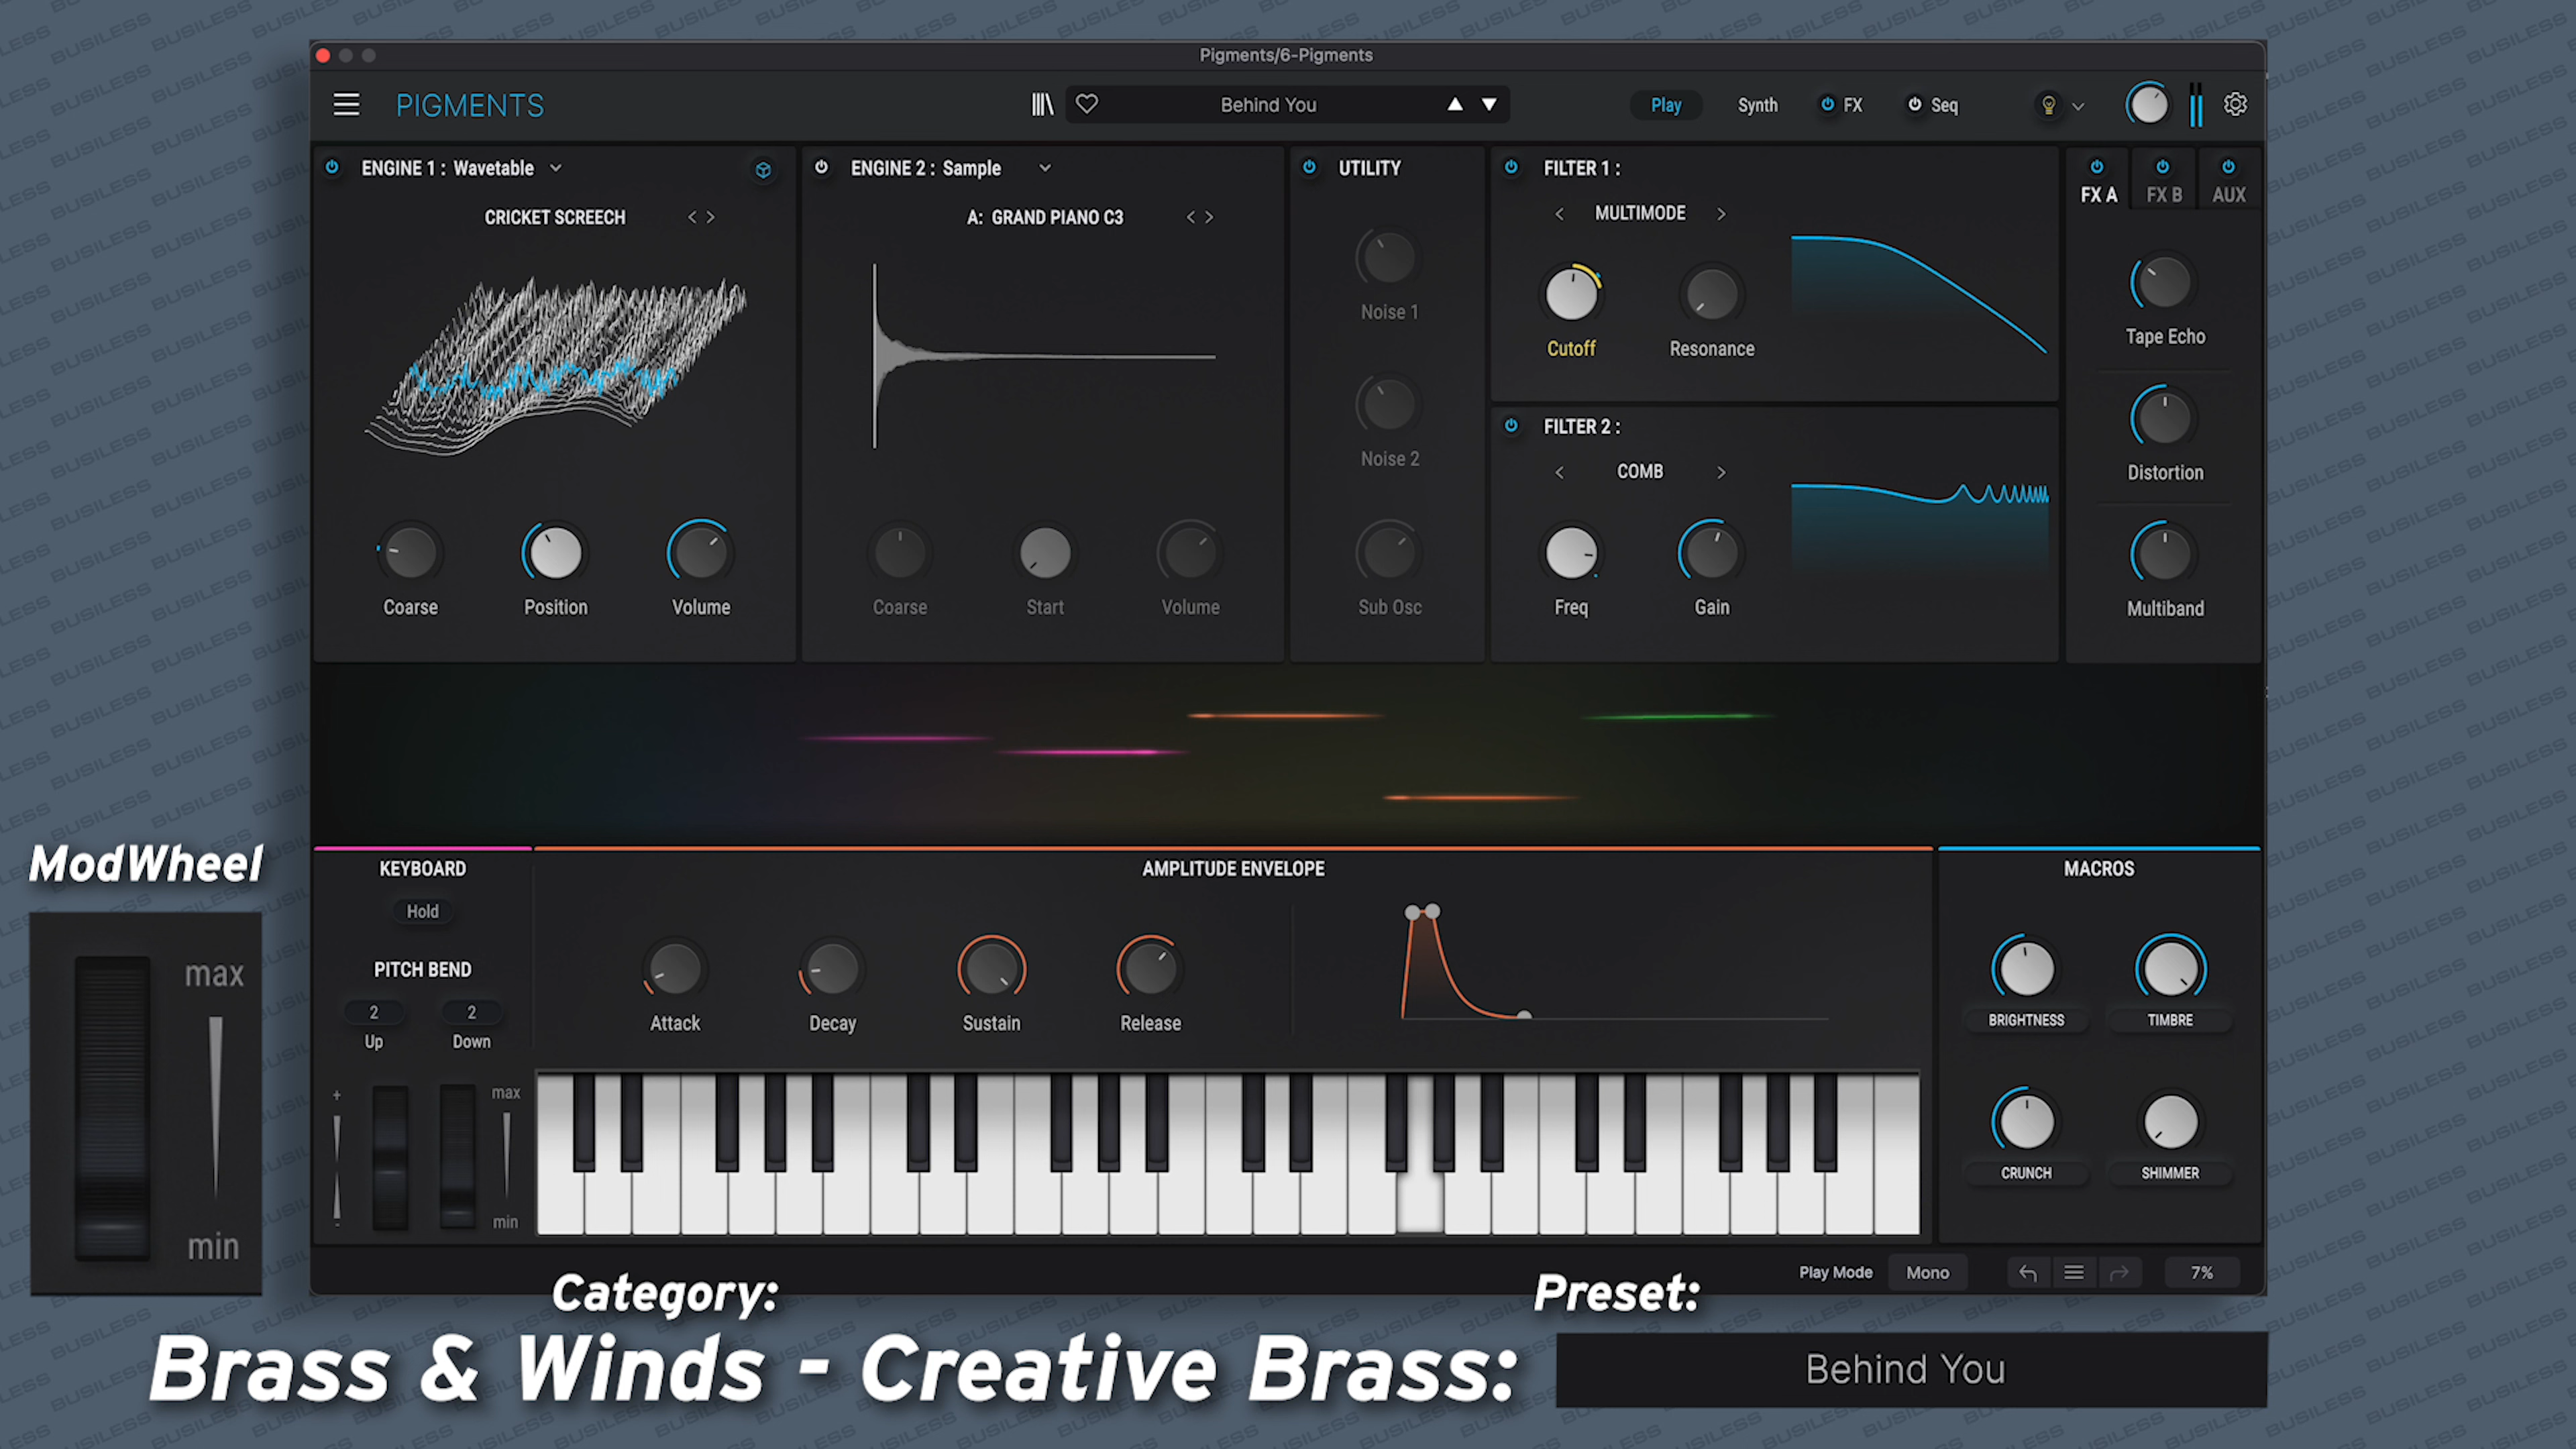 Pigments/6-Pigments
PIGMENTS
Behind You
Play
Synth
FX
Seq
ENGINE 1 : Wavetable
CRICKET SCREECH
Coarse
Position
Volume
ENGINE 2 : Sample
A: GRAND PIANO C3
Coarse
Start
Volume
UTILITY
Noise 1
Noise 2
Sub Osc
FILTER 1 :
MULTIMODE
Cutoff
Resonance
FILTER 2 :
COMB
Freq
Gain
FX A
FX B
AUX
Tape Echo
Distortion
Multiband
ModWheel
max
min
KEYBOARD
Hold
PITCH BEND
2
2
Up
Down
+
-
max
min
AMPLITUDE ENVELOPE
Attack
Decay
Sustain
Release
MACROS
BRIGHTNESS
TIMBRE
CRUNCH
SHIMMER
Play Mode
Mono
7%
Category:
Brass & Winds - Creative Brass:
Preset:
Behind You
BUSILESS